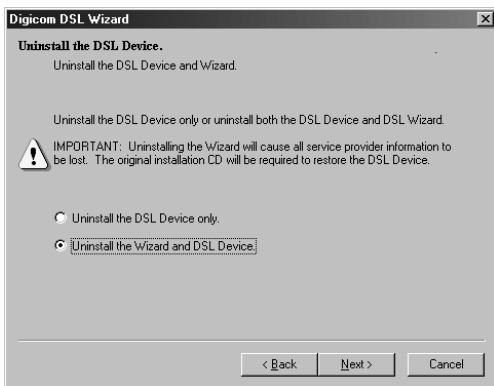 Digicom DSL Wizard
Uninstall the DSL Device.
Uninstall the DSL Device and Wizard.
Uninstall the DSL Device only or uninstall both the DSL Device and DSL Wizard.
IMPORTANT: Uninstalling the Wizard will cause all service provider information to
be lost. The original installation CD will be required to restore the DSL Device.
Uninstall the DSL Device only.
Uninstall the Wizard and DSL Device.
< Back
Next >
Cancel